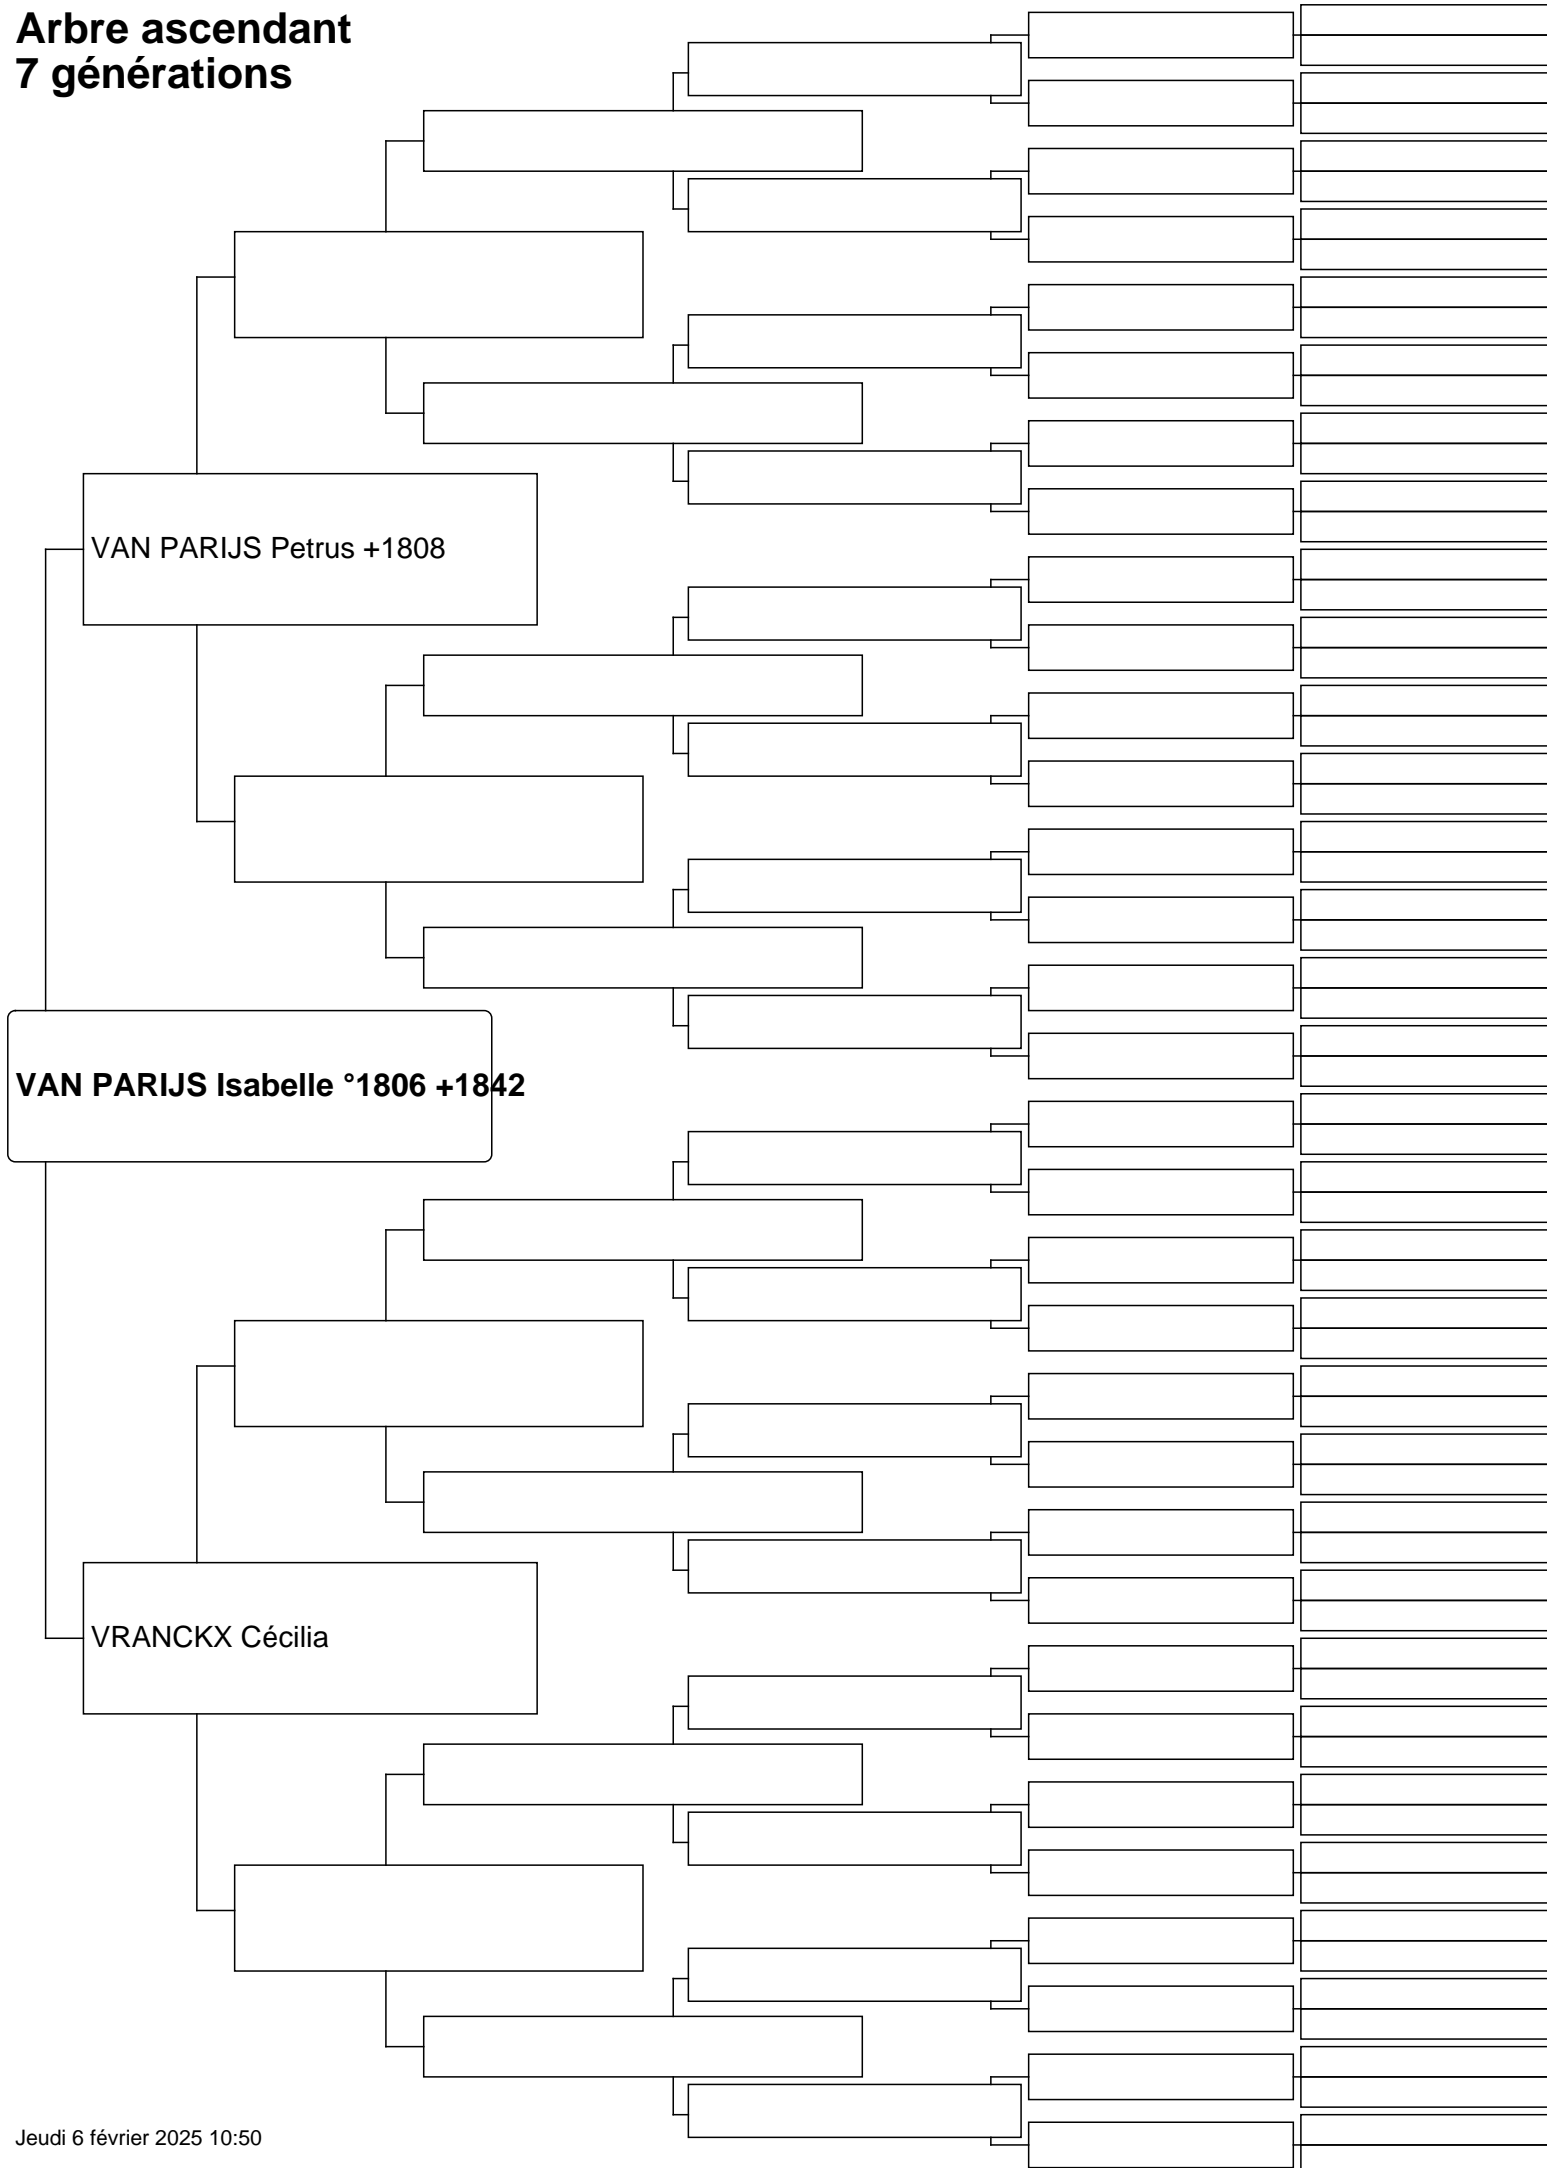 Arbre ascendant
7 générations
VAN PARIJS Petrus +1808
VAN PARIJS Isabelle °1806 +1842
VRANCKX Cécilia
Jeudi 6 février 2025 10:50